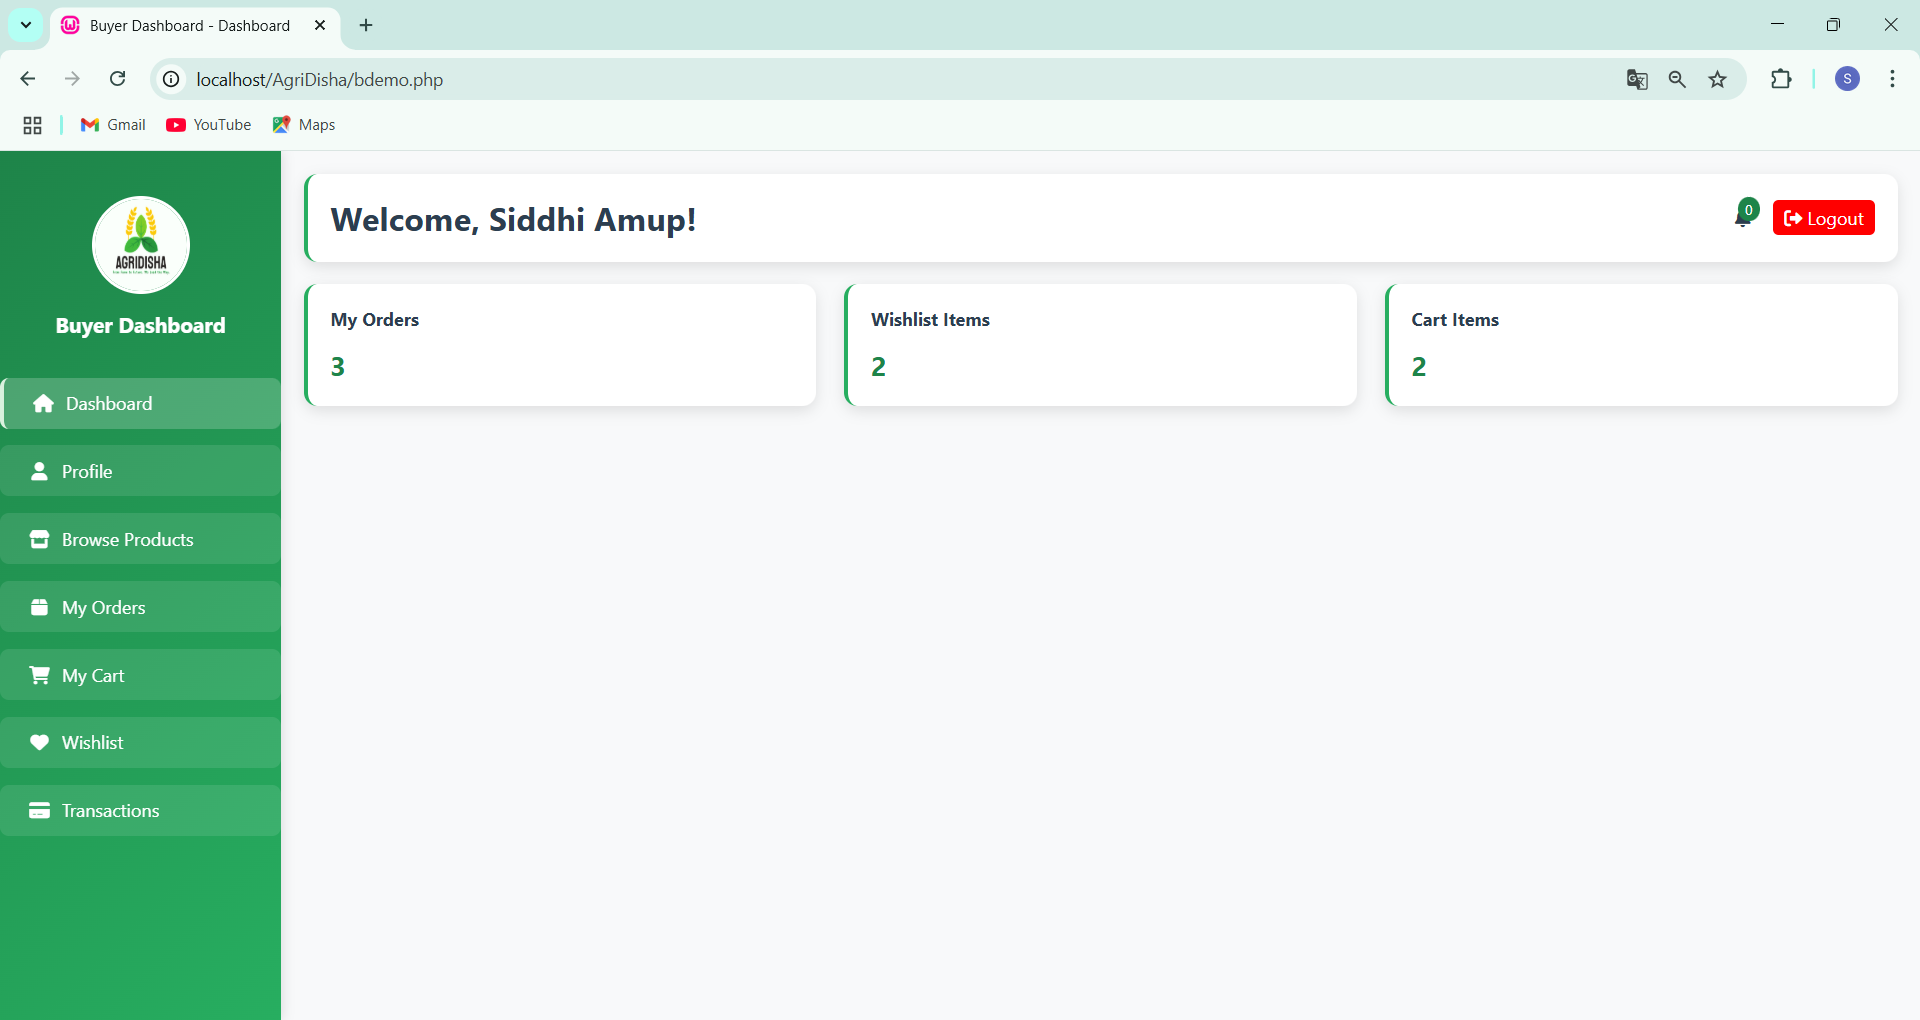 Buyer Dashboard - Dashboard
localhost/AgriDisha/bdemo.php
S
Gmail
YouTube
Maps
AGRIDISHA
Buyer Dashboard
Dashboard
Profile
Browse Products
My Orders
My Cart
Wishlist
Transactions
Welcome, Siddhi Amup!
0
Logout
My Orders
3
Wishlist Items
2
Cart Items
2